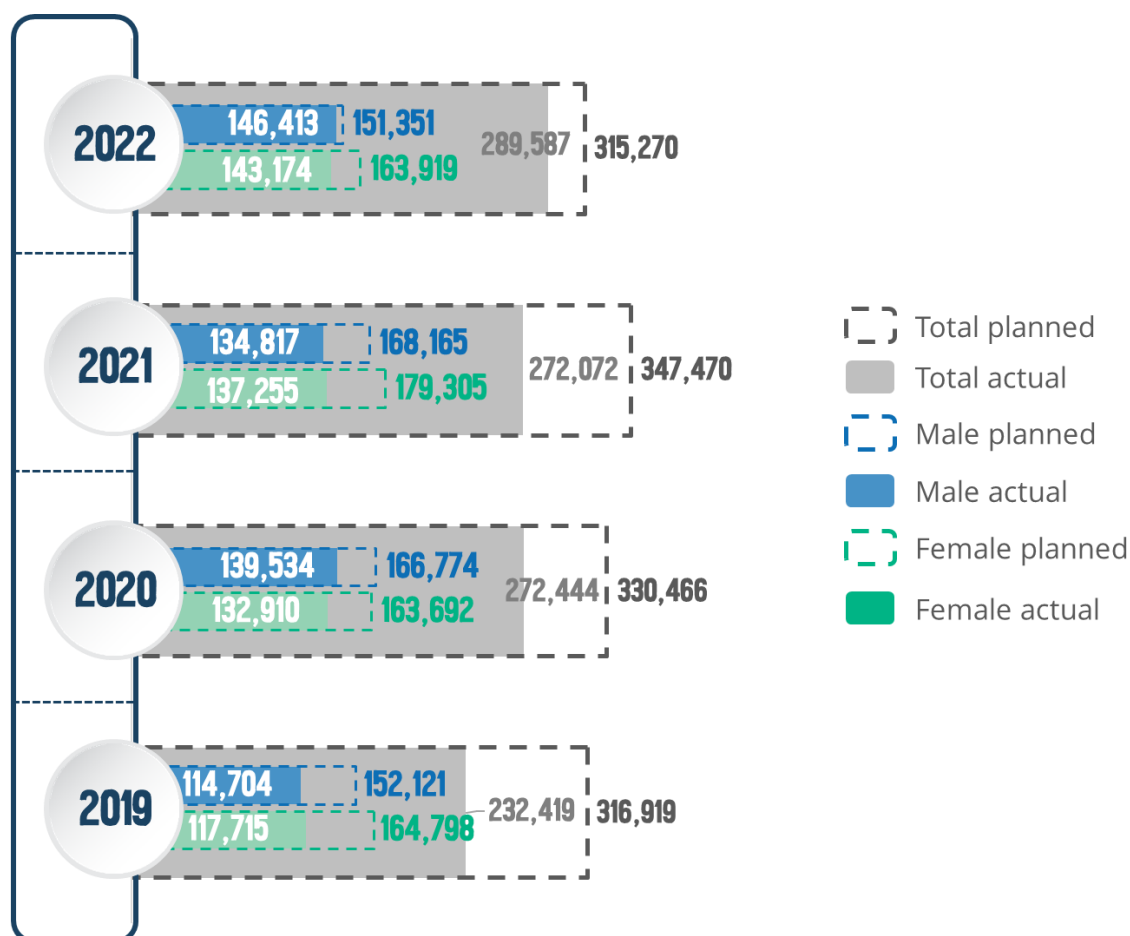 2022
146,413 151,351
143,174 163,919
289,587 315,270
2021
134,817 168,165
137,255 179,305
272,072 347,470
2020
139,534 166,774
132,910 163,692
272,444 330,466
2019
114,704 152,121
117,715 164,798
232,419 316,919
Total planned
Total actual
Male planned
Male actual
Female planned
Female actual